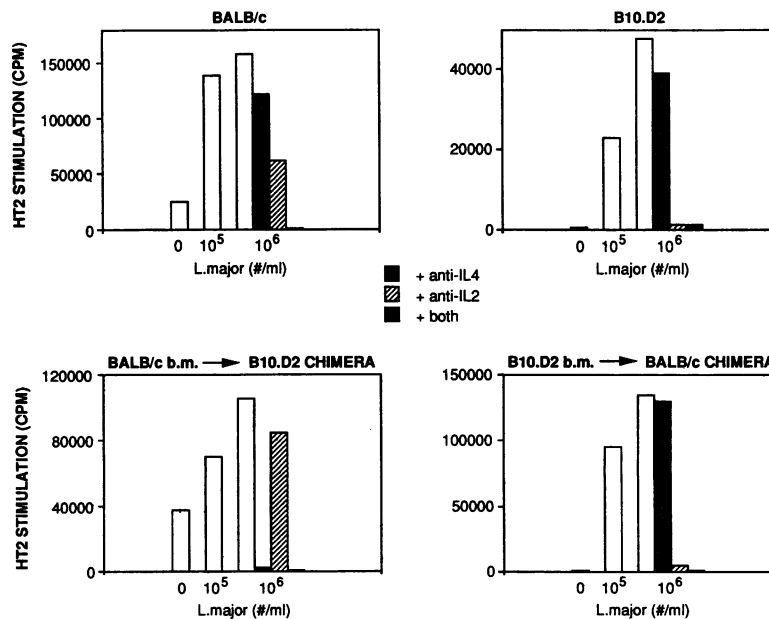 BALB/c
HT2 STIMULATION (CPM)
150000
100000
50000
0
0 10^5 10^6
L.major (#/ml)
B10.D2
40000
20000
0
0 10^5 10^6
L.major (#/ml)
+ anti-IL4
+ anti-IL2
+ both
BALB/c b.m. → B10.D2 CHIMERA
HT2 STIMULATION (CPM)
120000
80000
40000
0
0 10^5 10^6
L.major (#/ml)
B10.D2 b.m. → BALB/c CHIMERA
150000
100000
50000
0
0 10^5 10^6
L.major (#/ml)